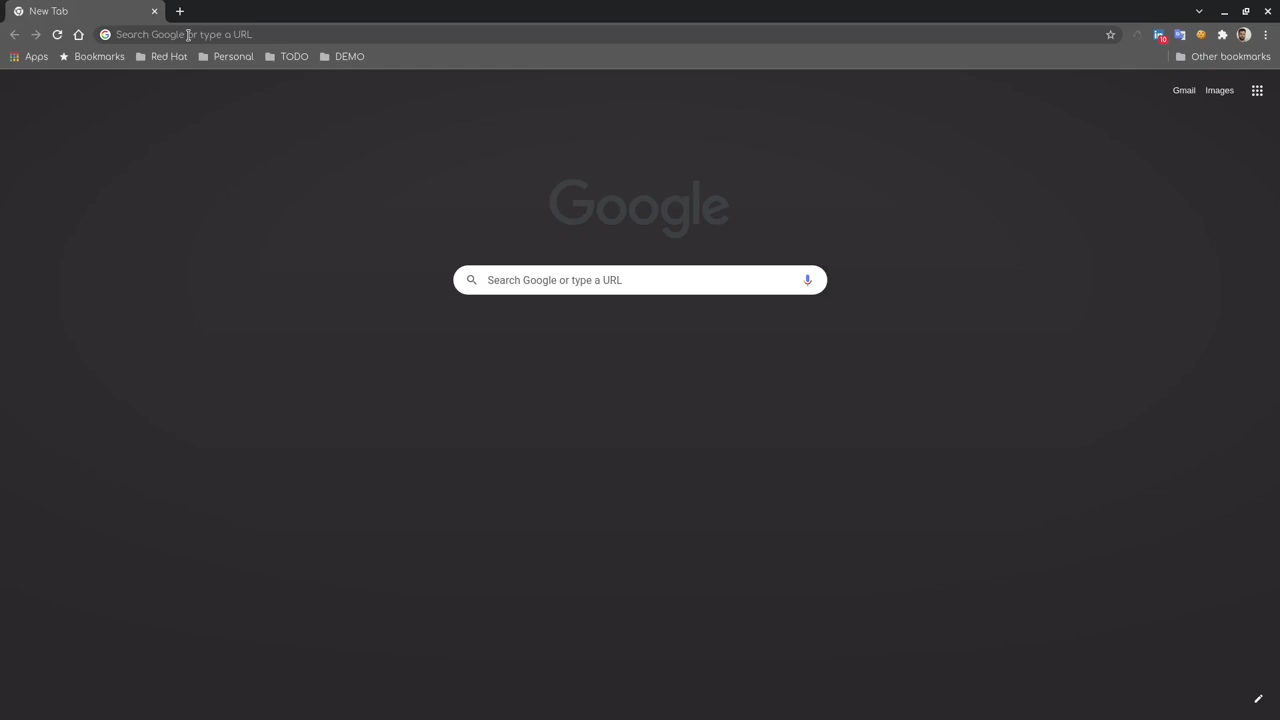 New Tab
Search Google or type a URL
10
Apps Bookmarks Red Hat Personal TODO DEMO Other bookmarks
Gmail Images
Google
Search Google or type a URL